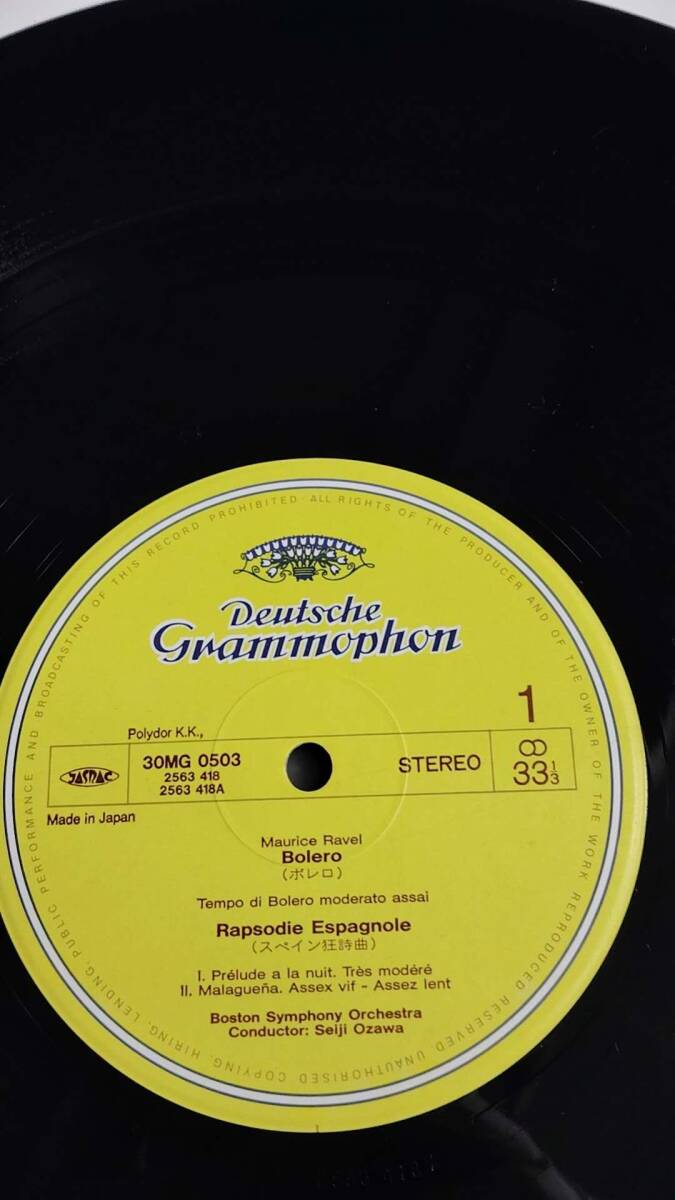 PUBLIC PERFORMANCE AND BROADCASTING OF THIS RECORD PROHIBITED · ALL RIGHTS OF THE PRODUCER AND OF THE OWNER OF THE WORK REPRODUCED RESERVED UNAUTHORISED COPYING, HIRING, LENDING,
Deutsche
Grammophon
1
Polydor K.K.,
JASRAC
30MG 0503
2563 418
2563 418A
STEREO
33 1/3
Made in Japan
Maurice Ravel
Bolero
(ボレロ)
Tempo di Bolero moderato assai
Rapsodie Espagnole
(スペイン狂詩曲)
I. Prélude a la nuit. Très modéré
II. Malagueña. Assex vif - Assez lent
Boston Symphony Orchestra
Conductor: Seiji Ozawa